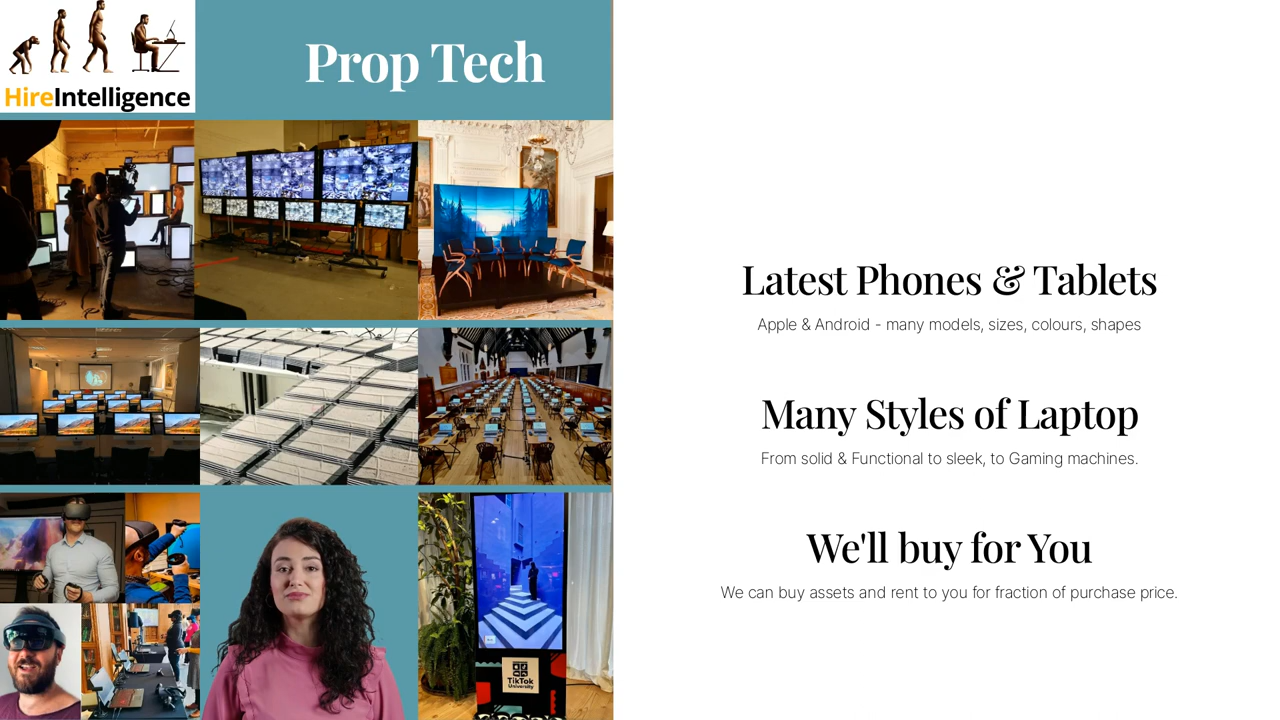 HireIntelligence
Prop Tech
Latest Phones & Tablets
Apple & Android - many models, sizes, colours, shapes
Many Styles of Laptop
From solid & Functional to sleek, to Gaming machines.
We'll buy for You
We can buy assets and rent to you for fraction of purchase price.
TikTok
University